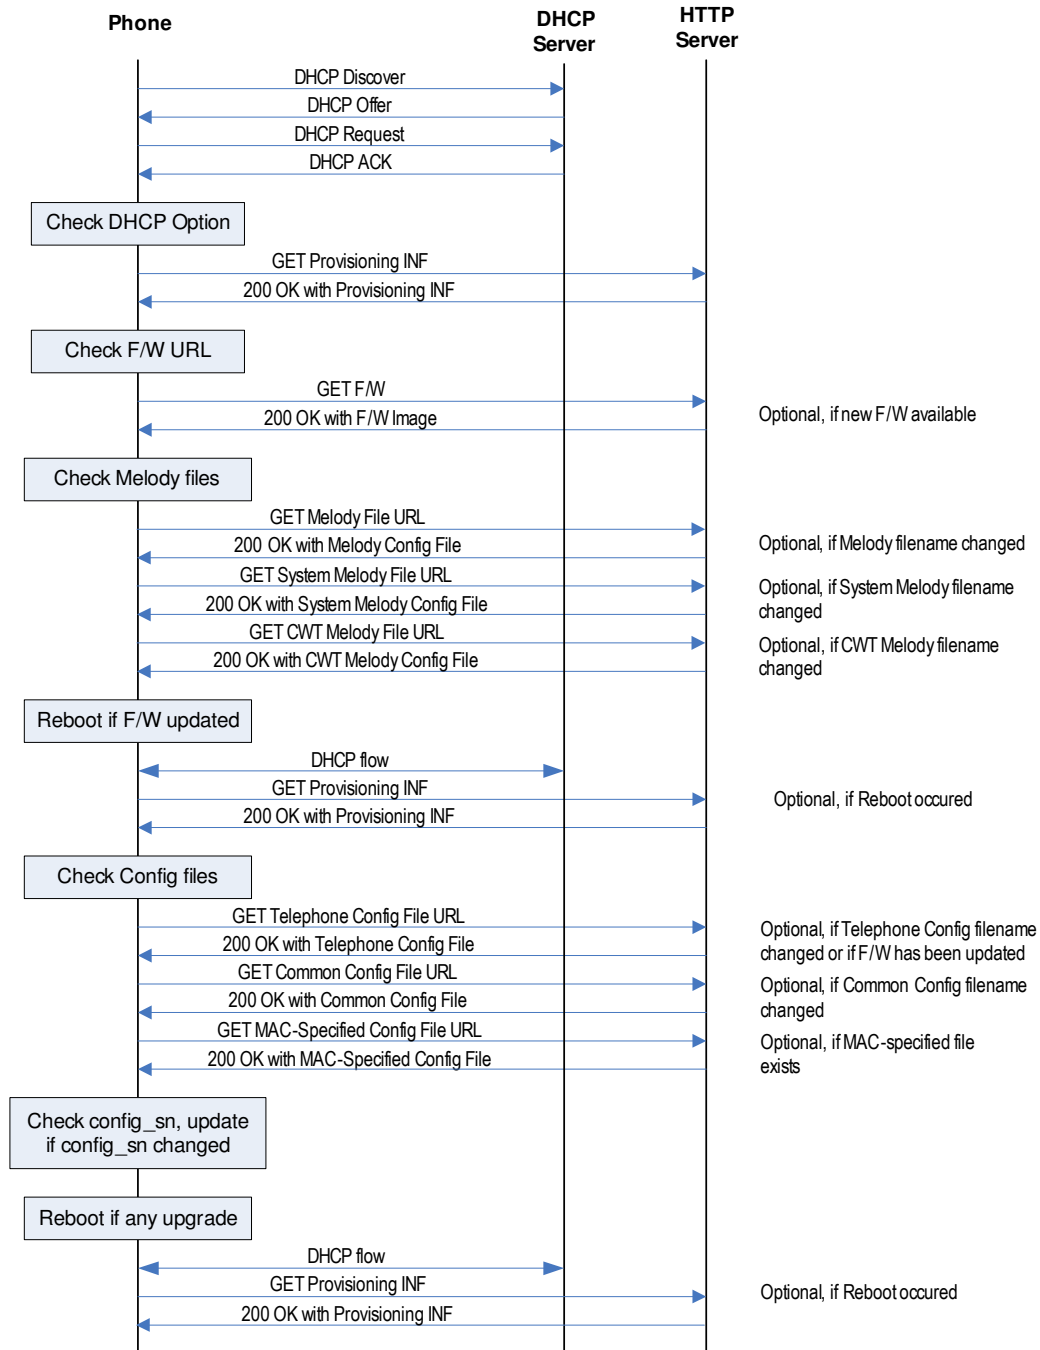 Phone
DHCP
Server
HTTP
Server
DHCP Discover
DHCP Offer
DHCP Request
DHCP ACK
Check DHCP Option
GET Provisioning INF
200 OK with Provisioning INF
Check F/W URL
GET F/W
200 OK with F/W Image
Optional, if new F/W available
Check Melody files
GET Melody File URL
200 OK with Melody Config File
Optional, if Melody filename changed
GET System Melody File URL
200 OK with System Melody Config File
Optional, if System Melody filename
changed
GET CWT Melody File URL
200 OK with CWT Melody Config File
Optional, if CWT Melody filename
changed
Reboot if F/W updated
DHCP flow
GET Provisioning INF
200 OK with Provisioning INF
Optional, if Reboot occured
Check Config files
GET Telephone Config File URL
200 OK with Telephone Config File
Optional, if Telephone Config filename
changed or if F/W has been updated
GET Common Config File URL
200 OK with Common Config File
Optional, if Common Config filename
changed
GET MAC-Specified Config File URL
200 OK with MAC-Specified Config File
Optional, if MAC-specified file
exists
Check config_sn, update
if config_sn changed
Reboot if any upgrade
DHCP flow
GET Provisioning INF
200 OK with Provisioning INF
Optional, if Reboot occured